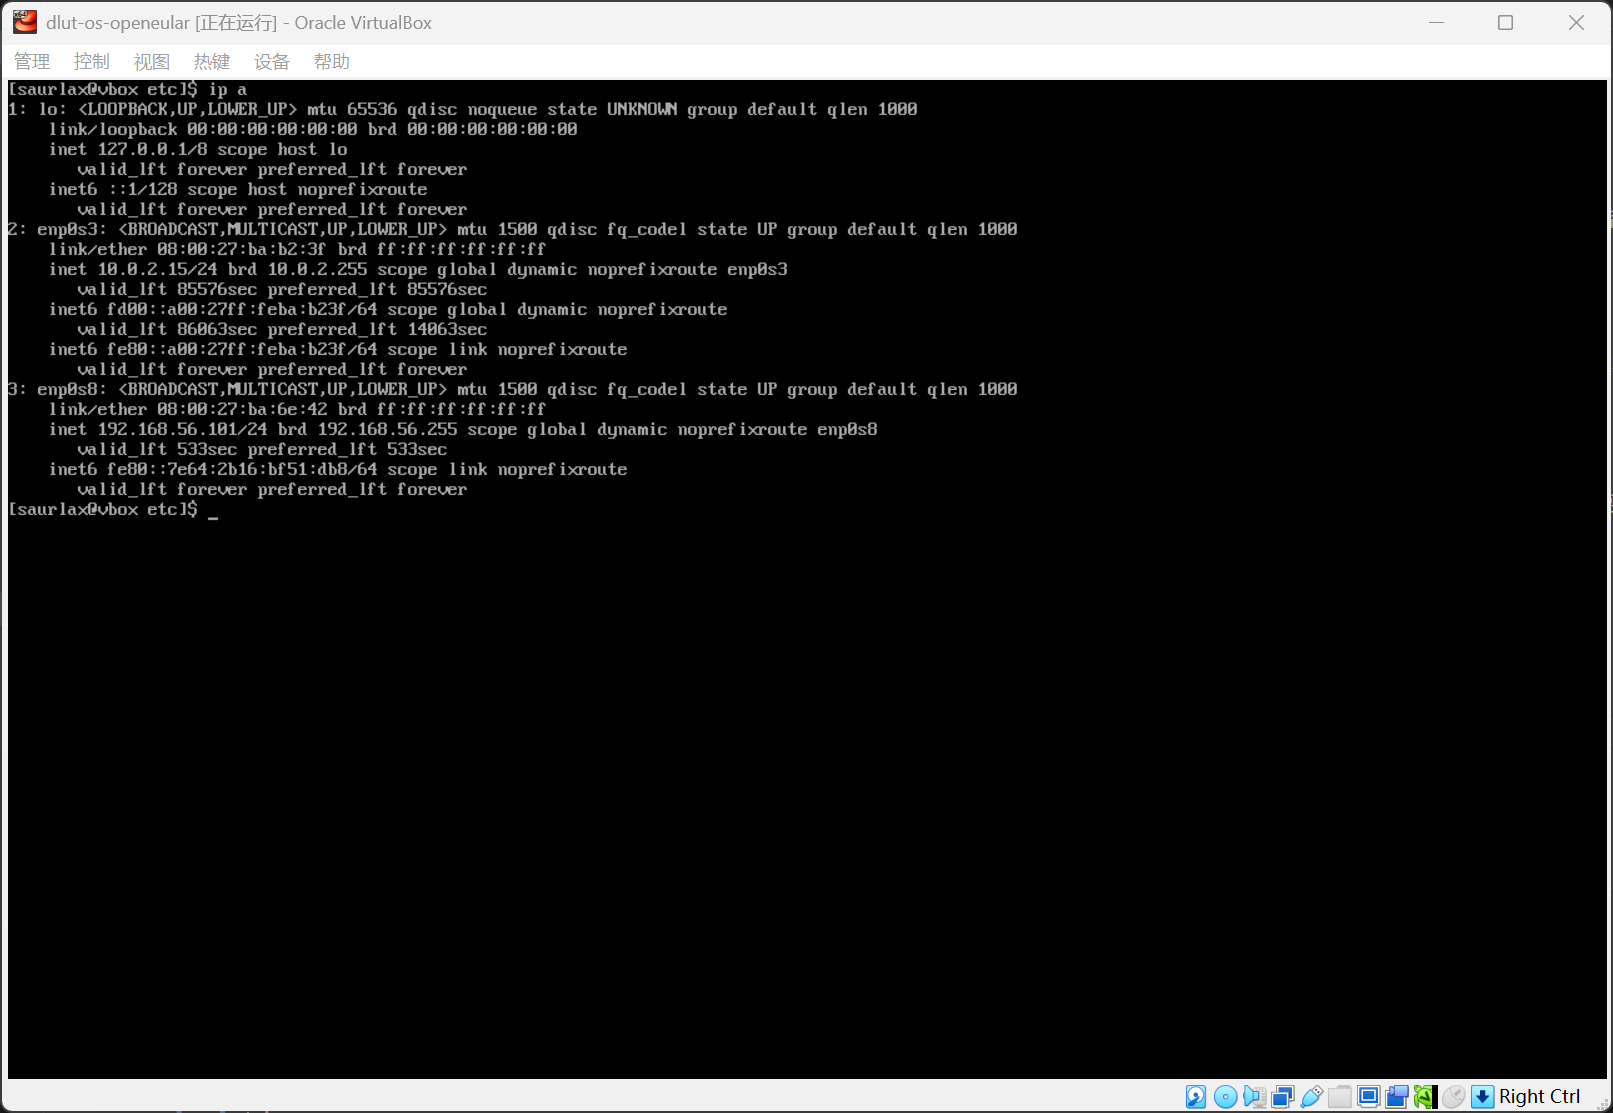 dlut-os-openeular [正在运行] - Oracle VirtualBox
管理 控制 视图 热键 设备 帮助
[saurlax@vbox etc]$ ip a
1: lo: <LOOPBACK,UP,LOWER_UP> mtu 65536 qdisc noqueue state UNKNOWN group default qlen 1000
    link/loopback 00:00:00:00:00:00 brd 00:00:00:00:00:00
    inet 127.0.0.1/8 scope host lo
       valid_lft forever preferred_lft forever
    inet6 ::1/128 scope host noprefixroute
       valid_lft forever preferred_lft forever
2: enp0s3: <BROADCAST,MULTICAST,UP,LOWER_UP> mtu 1500 qdisc fq_codel state UP group default qlen 1000
    link/ether 08:00:27:ba:b2:3f brd ff:ff:ff:ff:ff:ff
    inet 10.0.2.15/24 brd 10.0.2.255 scope global dynamic noprefixroute enp0s3
       valid_lft 85576sec preferred_lft 85576sec
    inet6 fd00::a00:27ff:feba:b23f/64 scope global dynamic noprefixroute
       valid_lft 86063sec preferred_lft 14063sec
    inet6 fe80::a00:27ff:feba:b23f/64 scope link noprefixroute
       valid_lft forever preferred_lft forever
3: enp0s8: <BROADCAST,MULTICAST,UP,LOWER_UP> mtu 1500 qdisc fq_codel state UP group default qlen 1000
    link/ether 08:00:27:ba:6e:42 brd ff:ff:ff:ff:ff:ff
    inet 192.168.56.101/24 brd 192.168.56.255 scope global dynamic noprefixroute enp0s8
       valid_lft 533sec preferred_lft 533sec
    inet6 fe80::7e64:2b16:bf51:db8/64 scope link noprefixroute
       valid_lft forever preferred_lft forever
[saurlax@vbox etc]$ _
Right Ctrl